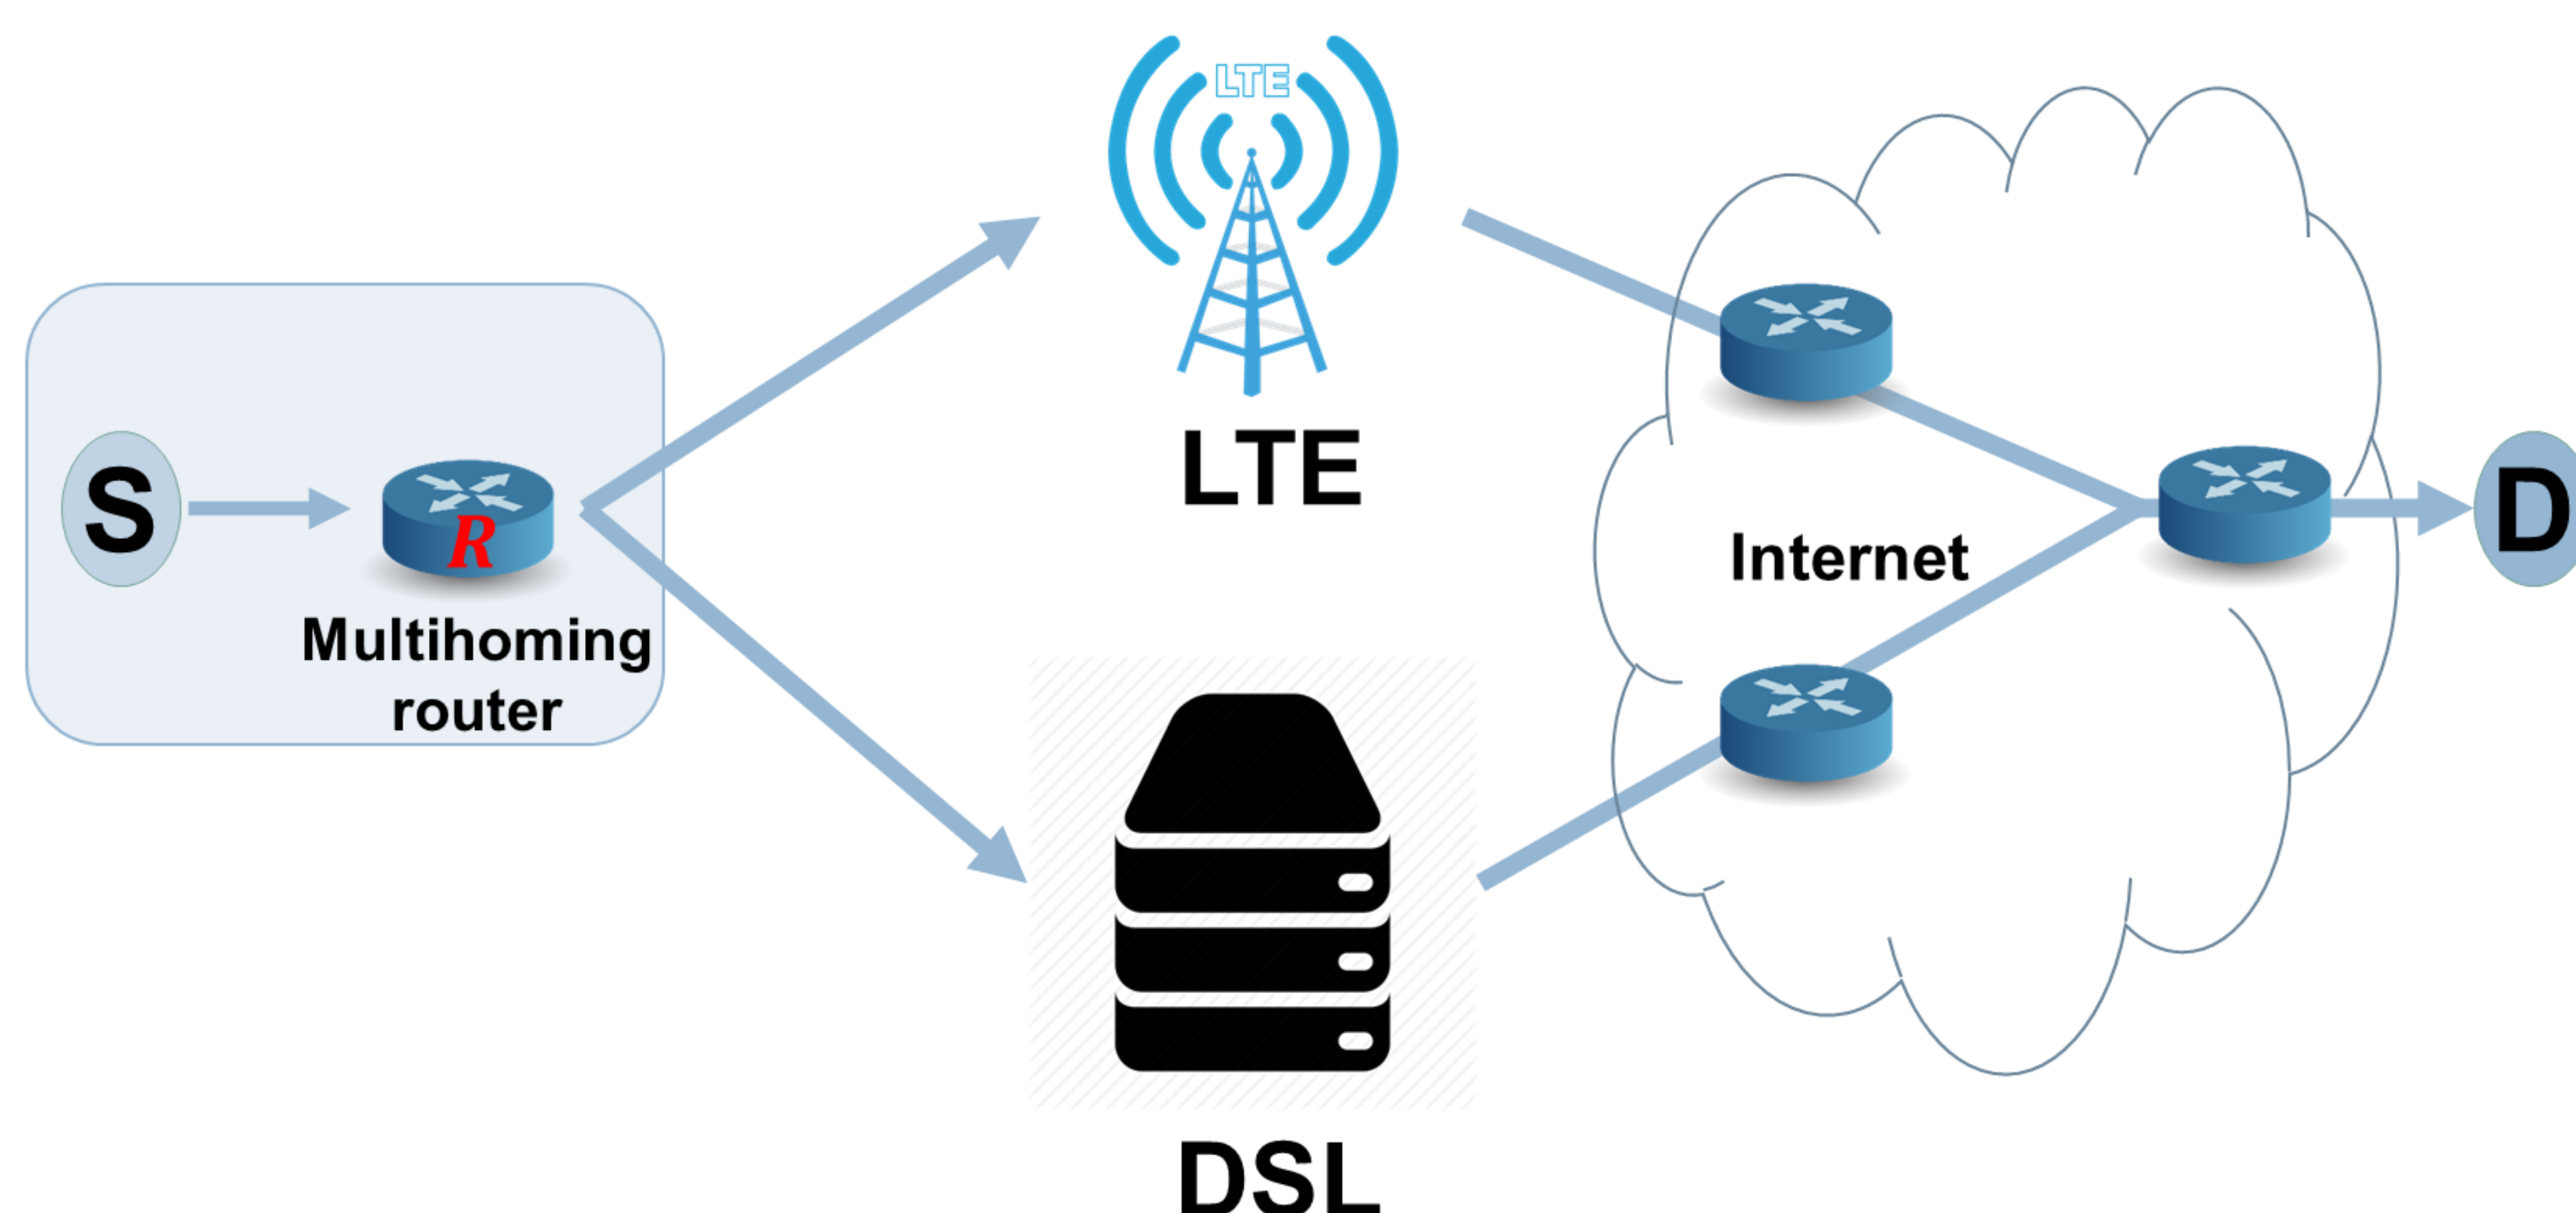 LTE
S
R
Multihoming
router
LTE
Internet
D
DSL